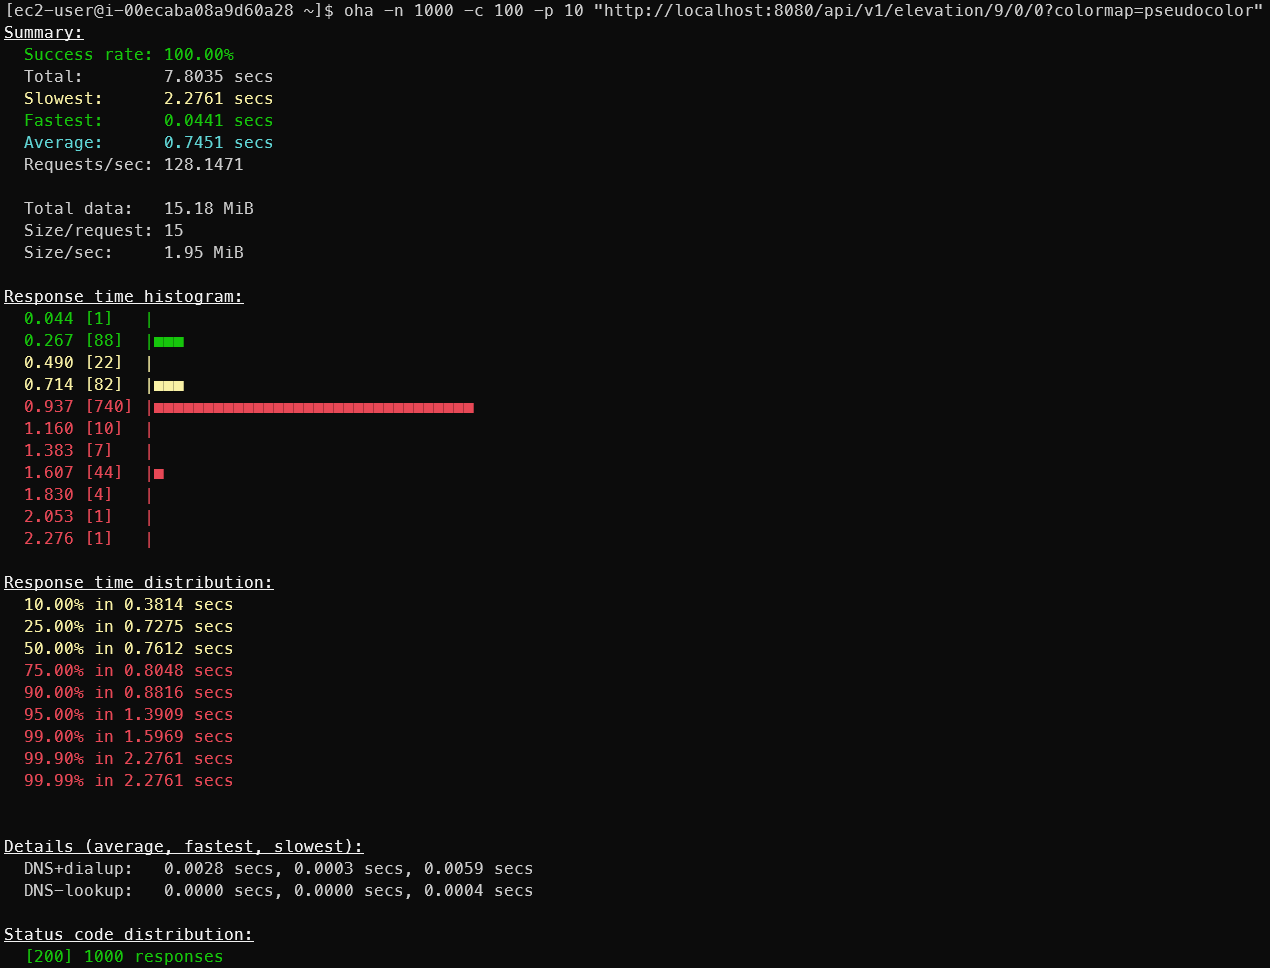 [ec2-user@i-00ecaba08a9d60a28 ~]$ oha -n 1000 -c 100 -p 10 "http://localhost:8080/api/v1/elevation/9/0/0?colormap=pseudocolor"
Summary:
  Success rate: 100.00%
  Total:        7.8035 secs
  Slowest:      2.2761 secs
  Fastest:      0.0441 secs
  Average:      0.7451 secs
  Requests/sec: 128.1471

  Total data:   15.18 MiB
  Size/request: 15
  Size/sec:     1.95 MiB

Response time histogram:
  0.044 [1]   |
  0.267 [88]  |■■■
  0.490 [22]  |
  0.714 [82]  |■■■
  0.937 [740] |■■■■■■■■■■■■■■■■■■■■■■■■■■■■■■■■
  1.160 [10]  |
  1.383 [7]   |
  1.607 [44]  |■
  1.830 [4]   |
  2.053 [1]   |
  2.276 [1]   |

Response time distribution:
  10.00% in 0.3814 secs
  25.00% in 0.7275 secs
  50.00% in 0.7612 secs
  75.00% in 0.8048 secs
  90.00% in 0.8816 secs
  95.00% in 1.3909 secs
  99.00% in 1.5969 secs
  99.90% in 2.2761 secs
  99.99% in 2.2761 secs

Details (average, fastest, slowest):
  DNS+dialup:   0.0028 secs, 0.0003 secs, 0.0059 secs
  DNS-lookup:   0.0000 secs, 0.0000 secs, 0.0004 secs

Status code distribution:
  [200] 1000 responses